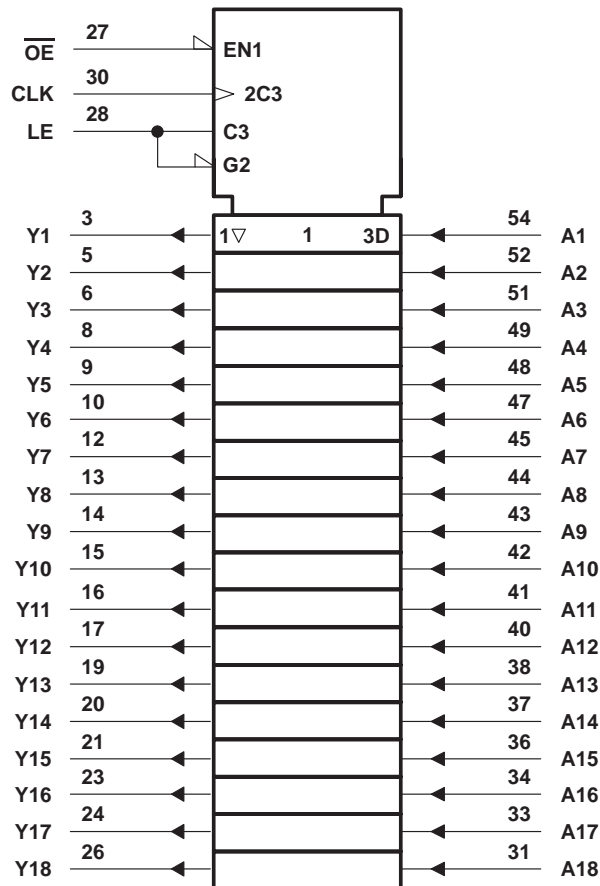 OE 27 EN1
CLK 30 2C3
LE 28 C3
G2
Y1 3 1▽ 1 3D 54 A1
Y2 5 52 A2
Y3 6 51 A3
Y4 8 49 A4
Y5 9 48 A5
Y6 10 47 A6
Y7 12 45 A7
Y8 13 44 A8
Y9 14 43 A9
Y10 15 42 A10
Y11 16 41 A11
Y12 17 40 A12
Y13 19 38 A13
Y14 20 37 A14
Y15 21 36 A15
Y16 23 34 A16
Y17 24 33 A17
Y18 26 31 A18